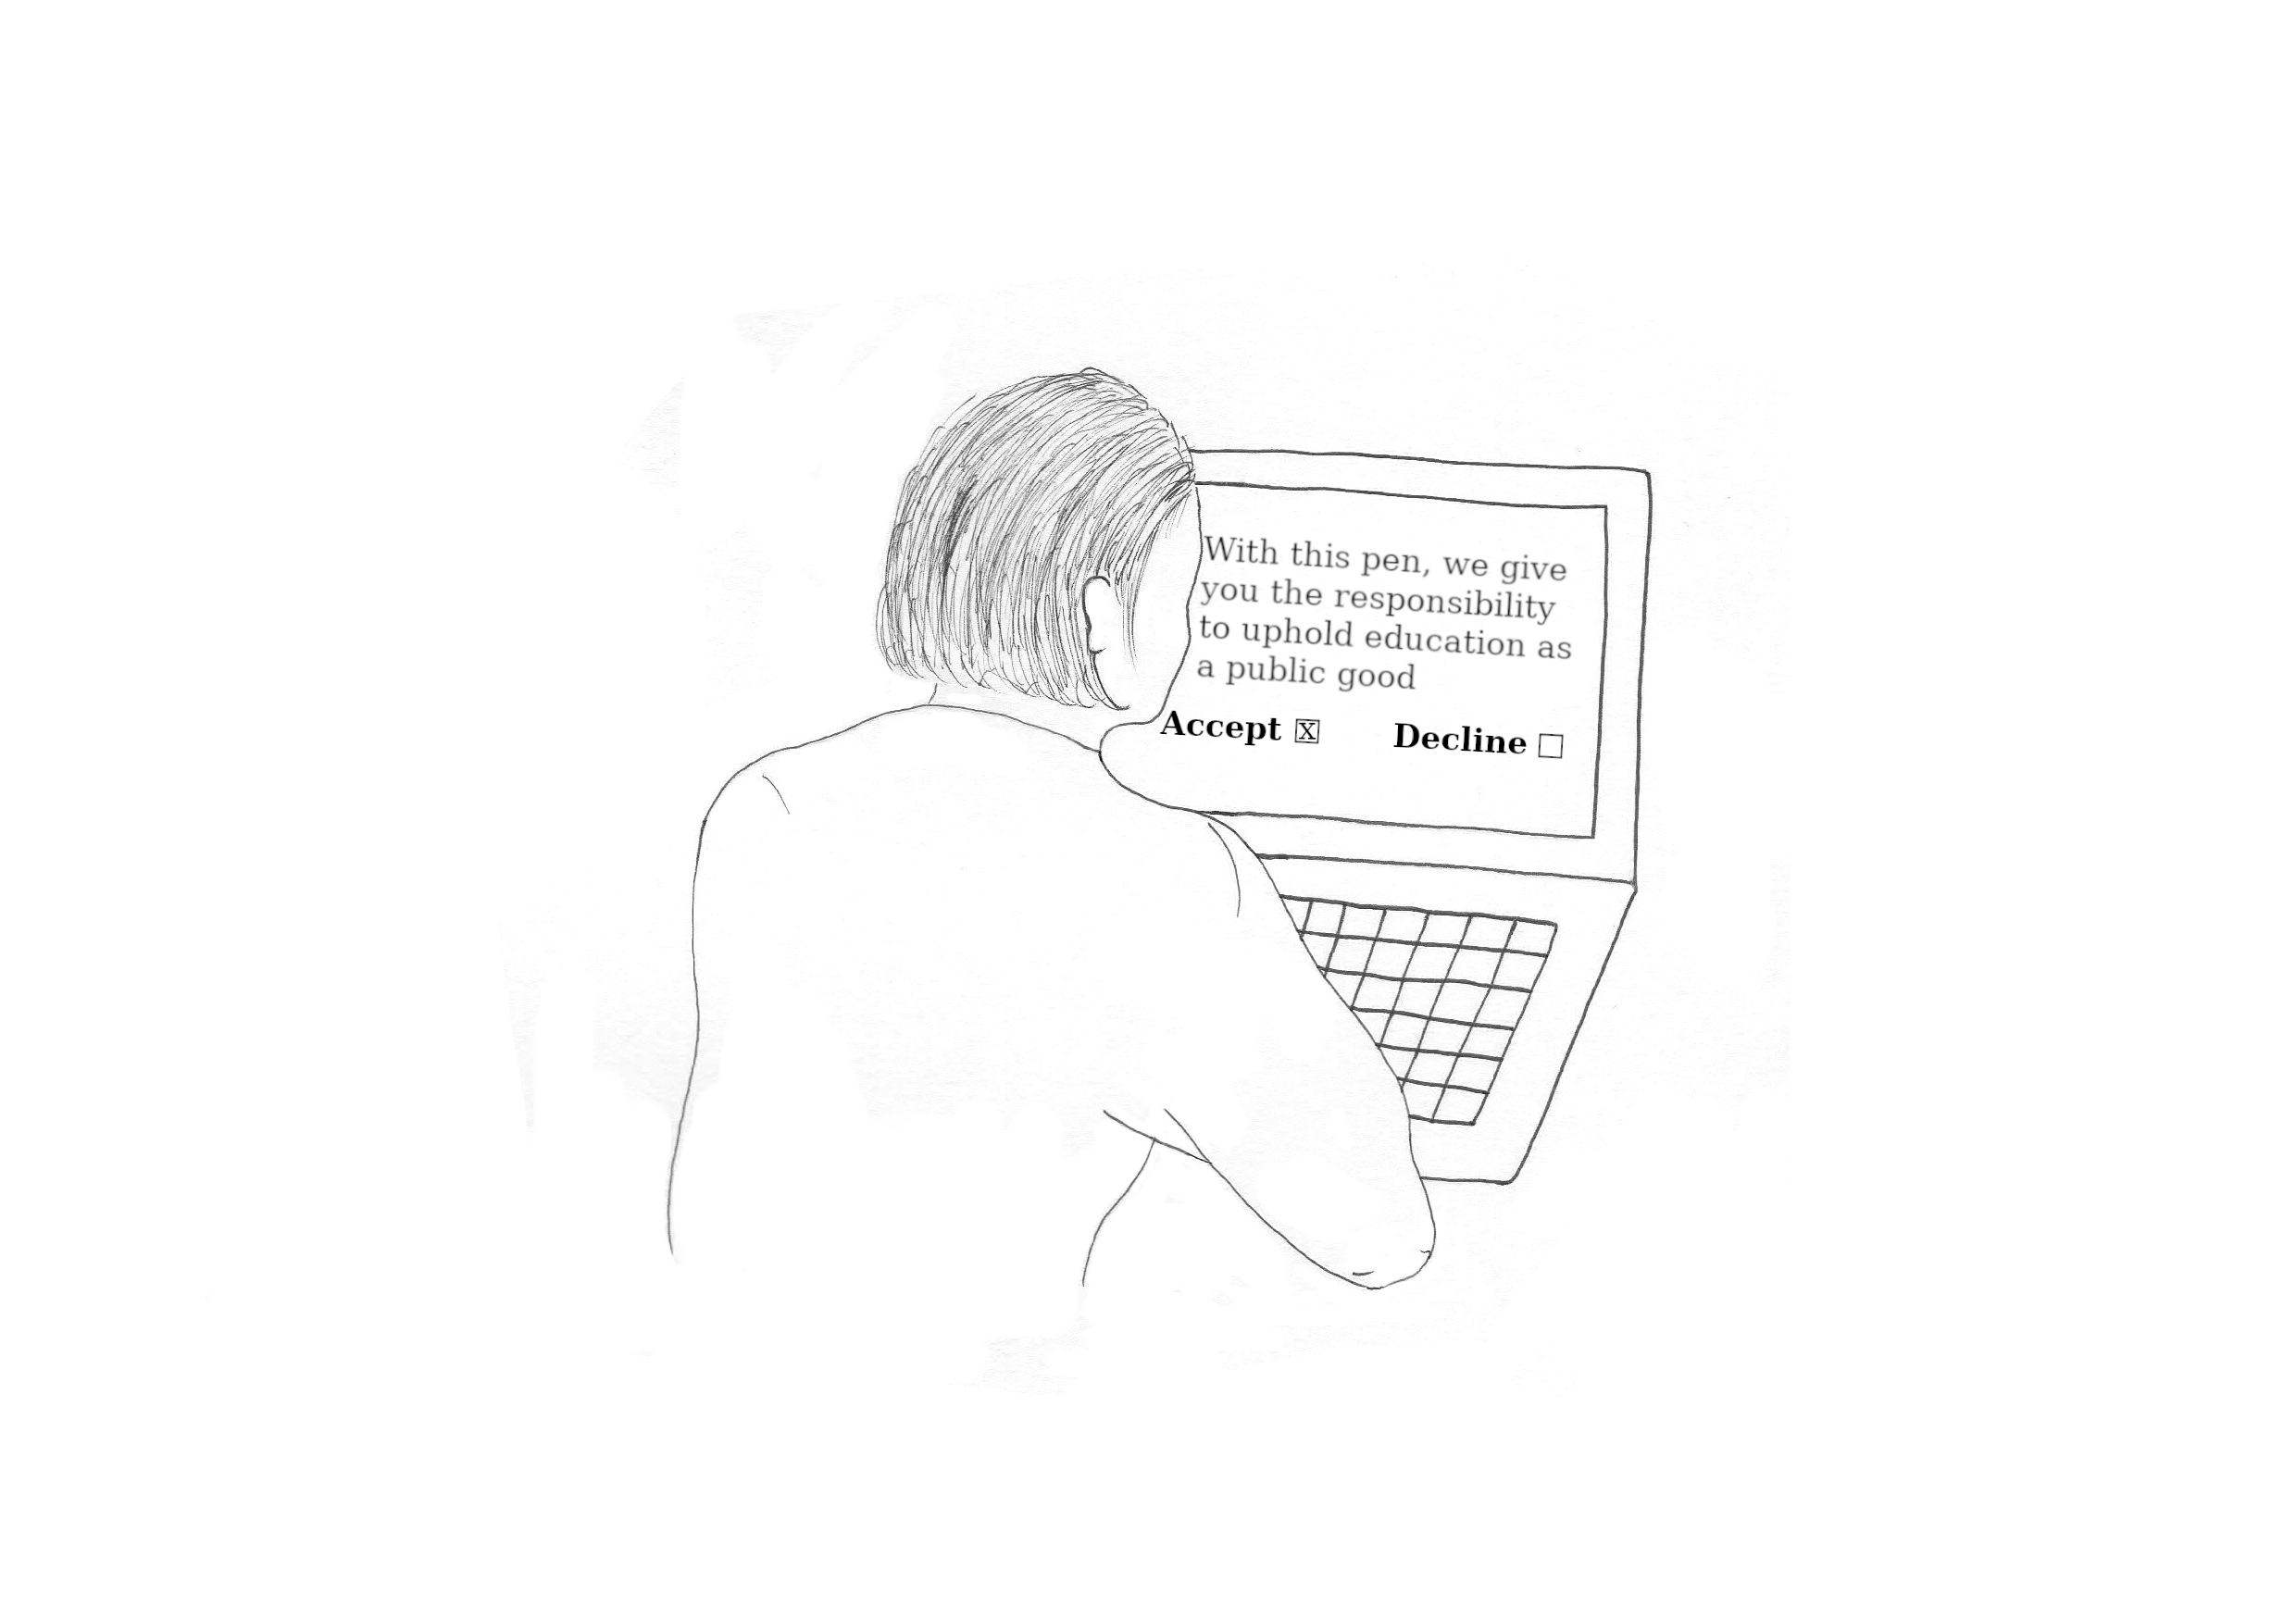 With this pen, we give
you the responsibility
to uphold education as
a public good
Accept ☒ Decline ☐